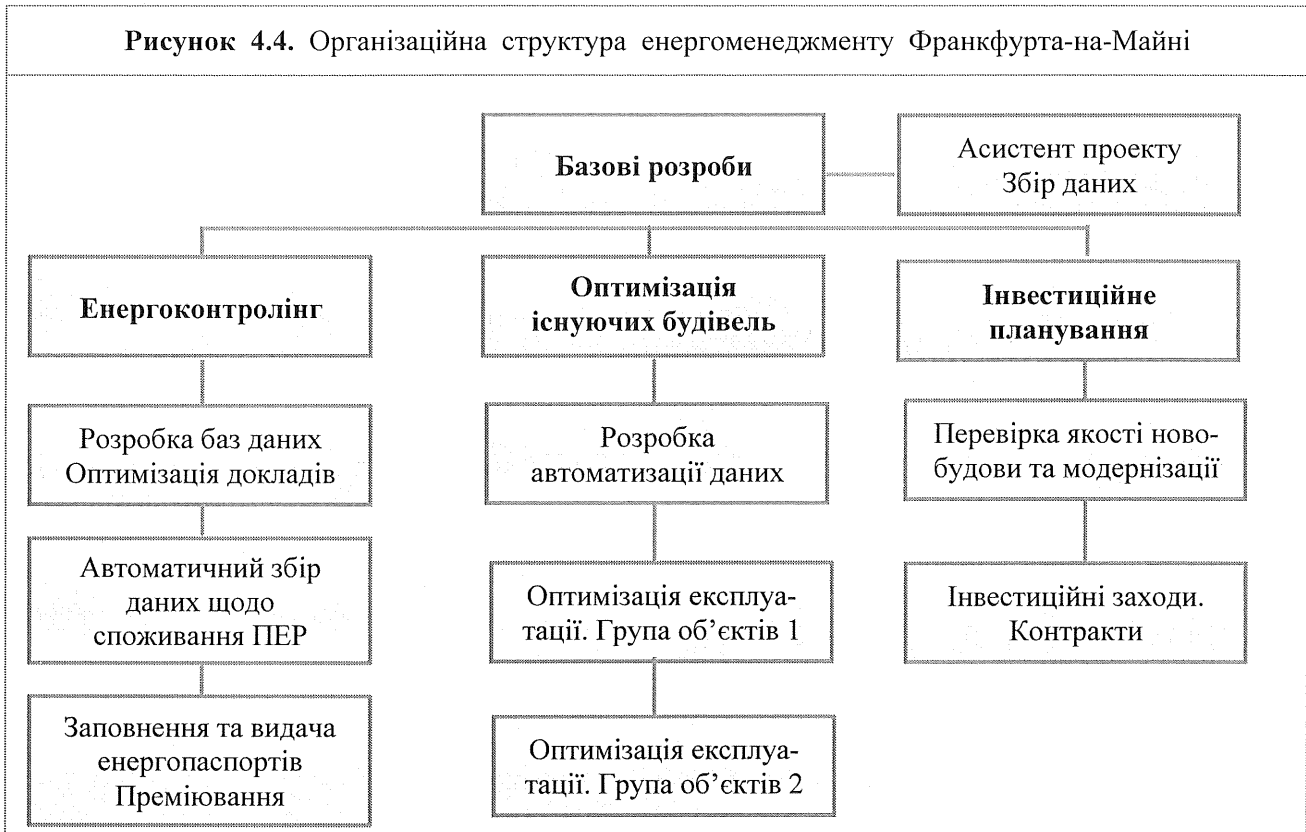 Рисунок 4.4. Організаційна структура енергоменеджменту Франкфурта-на-Майні
Базові розроби
Асистент проекту
Збір даних
Енергоконтролінг
Оптимізація
існуючих будівель
Інвестиційне
планування
Розробка баз даних
Оптимізація докладів
Розробка
автоматизації даних
Перевірка якості ново-
будови та модернізації
Автоматичний збір
даних щодо
споживання ПЕР
Оптимізація експлуа-
тації. Група об’єктів 1
Інвестиційні заходи.
Контракти
Заповнення та видача
енергопаспортів
Преміювання
Оптимізація експлуа-
тації. Група об’єктів 2